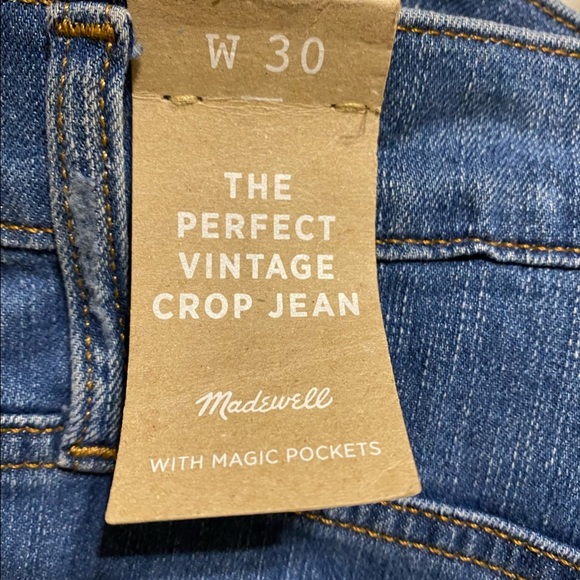 W 30
THE
PERFECT
VINTAGE
CROP JEAN
Madewell
WITH MAGIC POCKETS